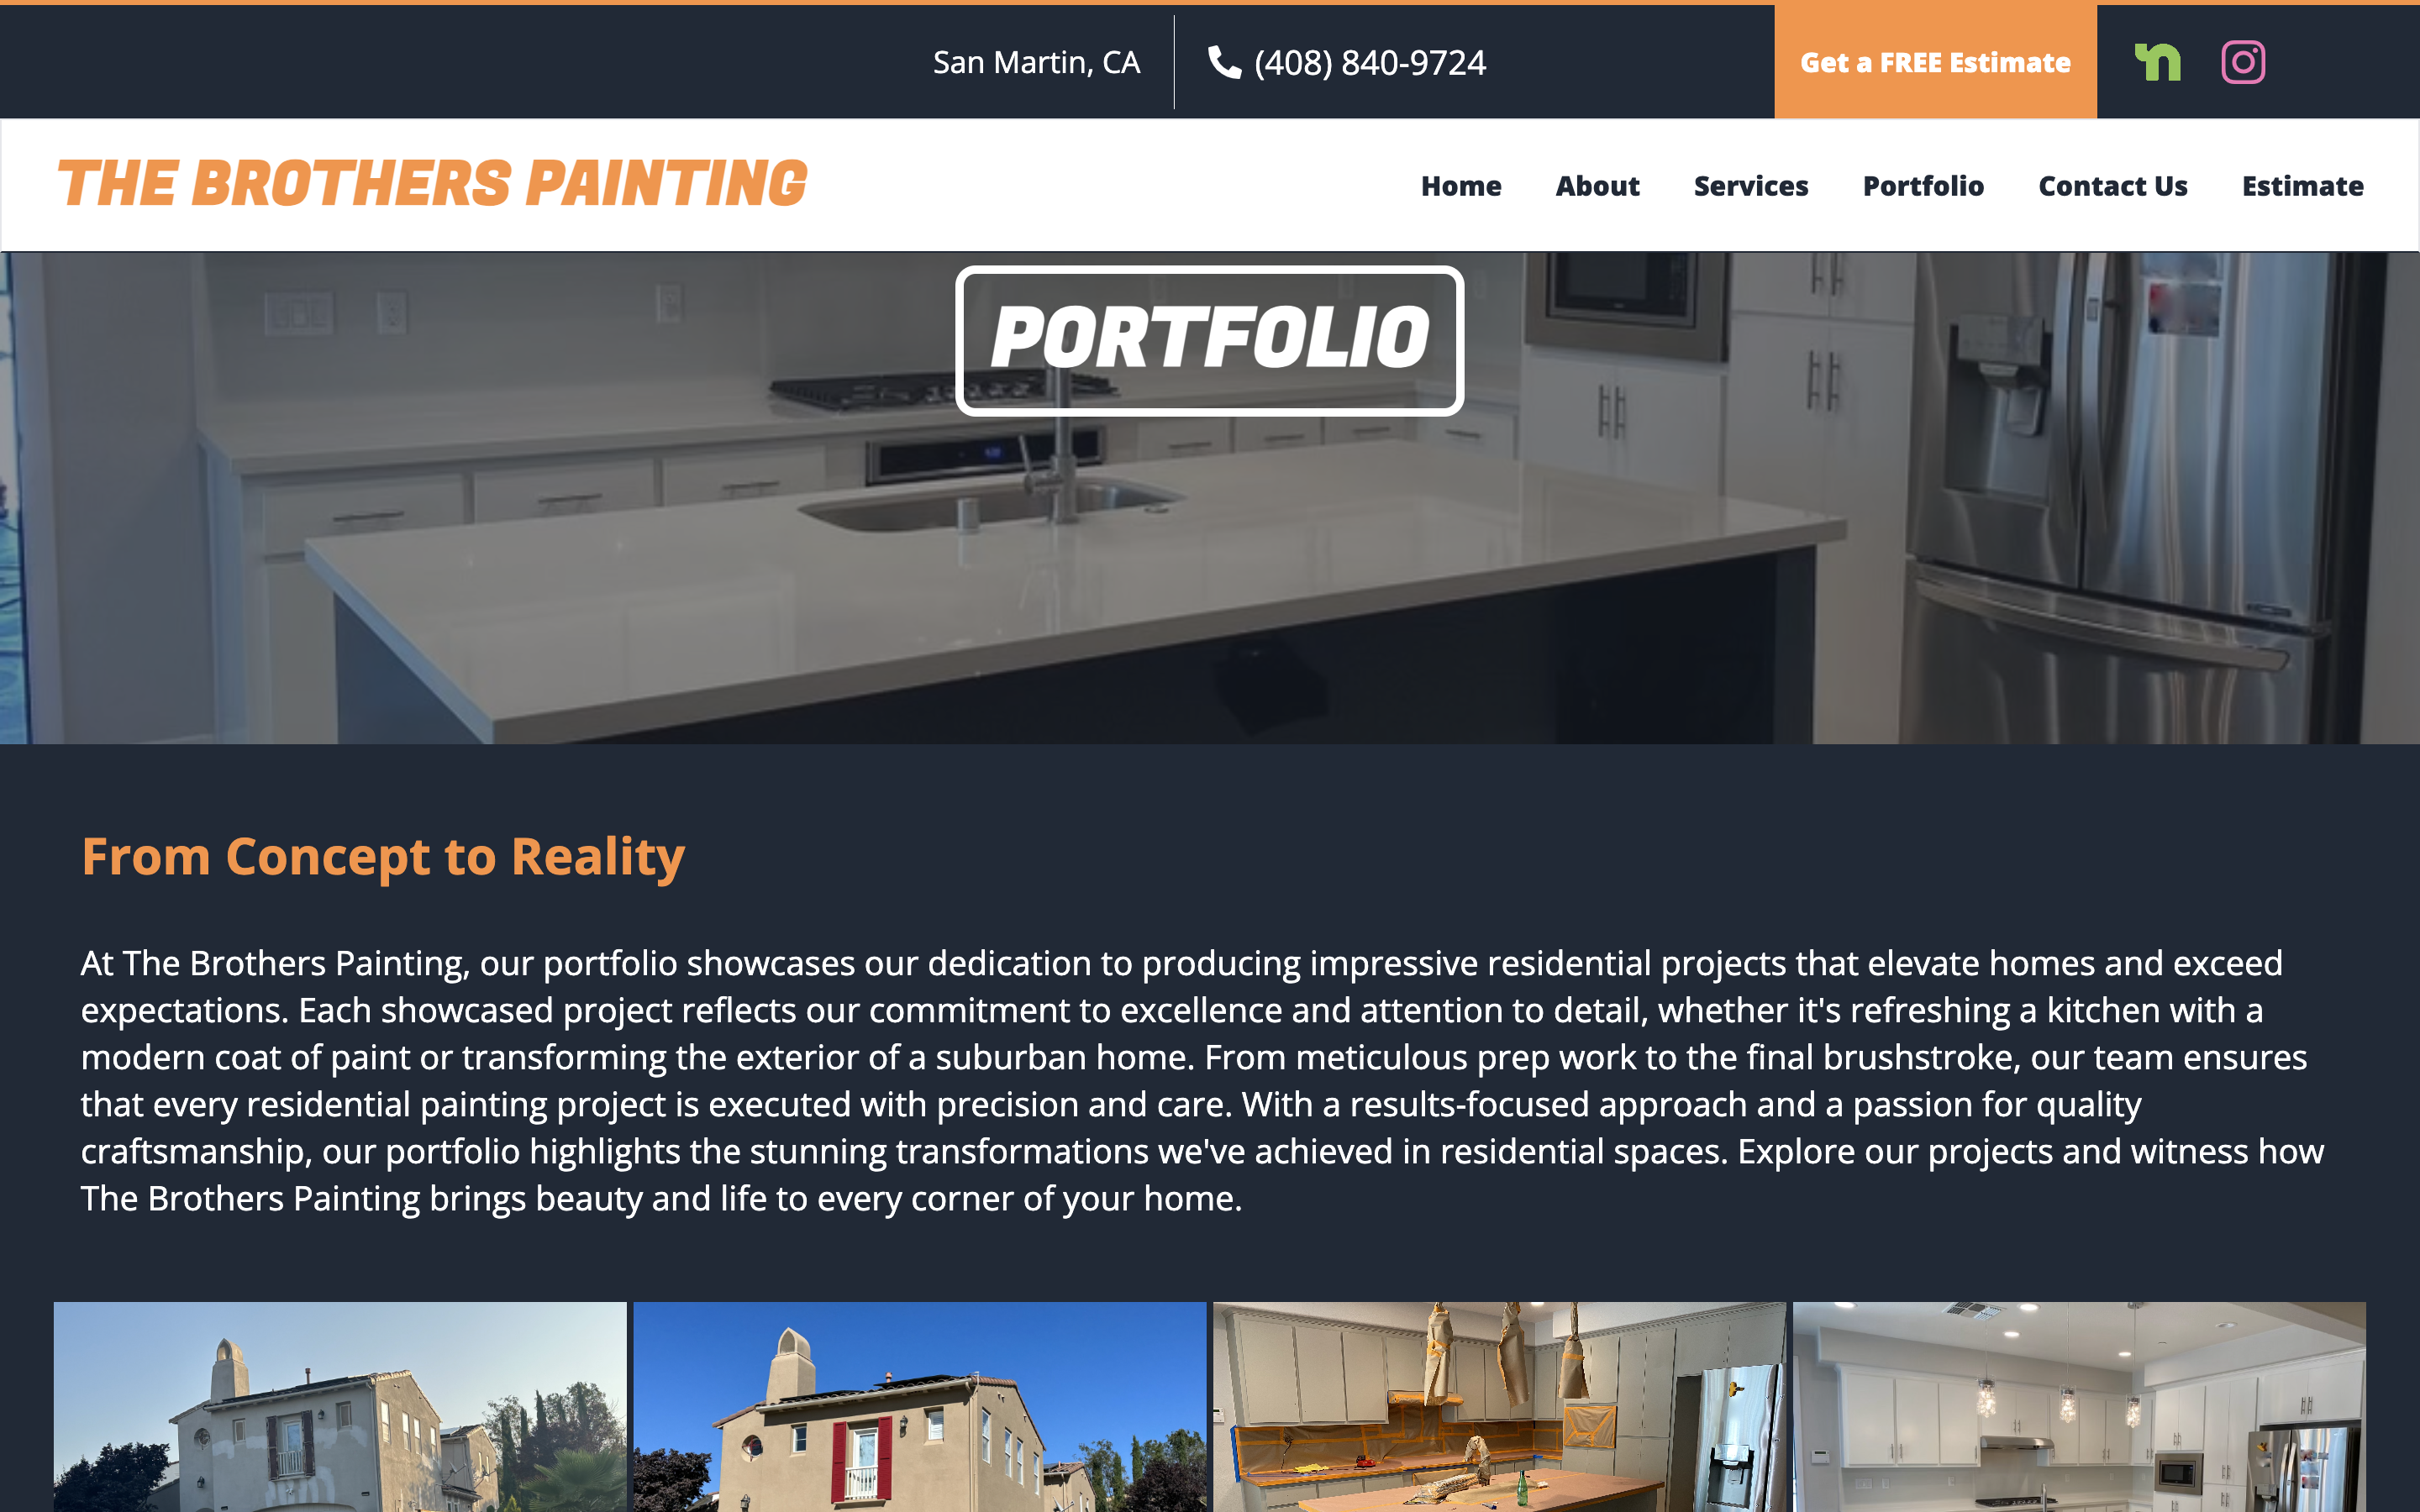 San Martin, CA
(408) 840-9724
Get a FREE Estimate
THE BROTHERS PAINTING
Home
About
Services
Portfolio
Contact Us
Estimate
PORTFOLIO
From Concept to Reality
At The Brothers Painting, our portfolio showcases our dedication to producing impressive residential projects that elevate homes and exceed
expectations. Each showcased project reflects our commitment to excellence and attention to detail, whether it's refreshing a kitchen with a
modern coat of paint or transforming the exterior of a suburban home. From meticulous prep work to the final brushstroke, our team ensures
that every residential painting project is executed with precision and care. With a results-focused approach and a passion for quality
craftsmanship, our portfolio highlights the stunning transformations we've achieved in residential spaces. Explore our projects and witness how
The Brothers Painting brings beauty and life to every corner of your home.